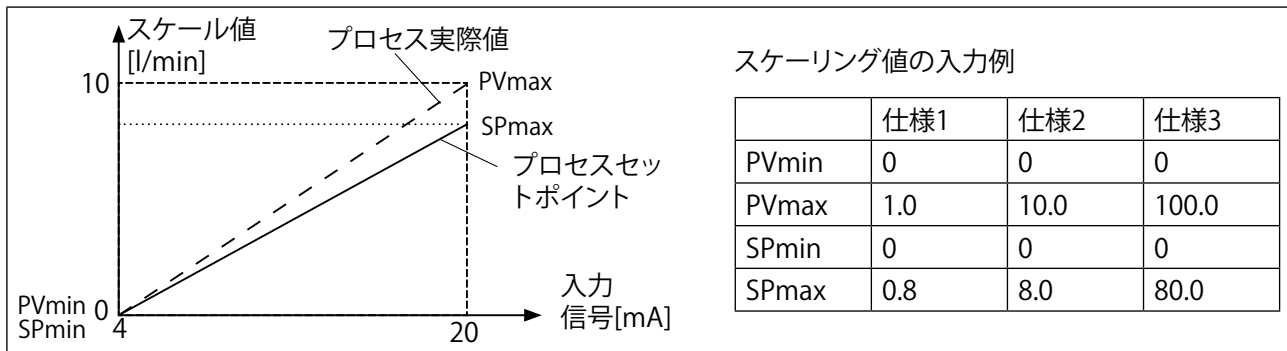 スケール値
[l/min]
プロセス実際値
10
PVmax
SPmax
プロセスセッ
トポイント
PVmin 0
SPmin
4
20
入力
信号[mA]
スケーリング値の入力例
仕様1 仕様2 仕様3
PVmin 0 0 0
PVmax 1.0 10.0 100.0
SPmin 0 0 0
SPmax 0.8 8.0 80.0